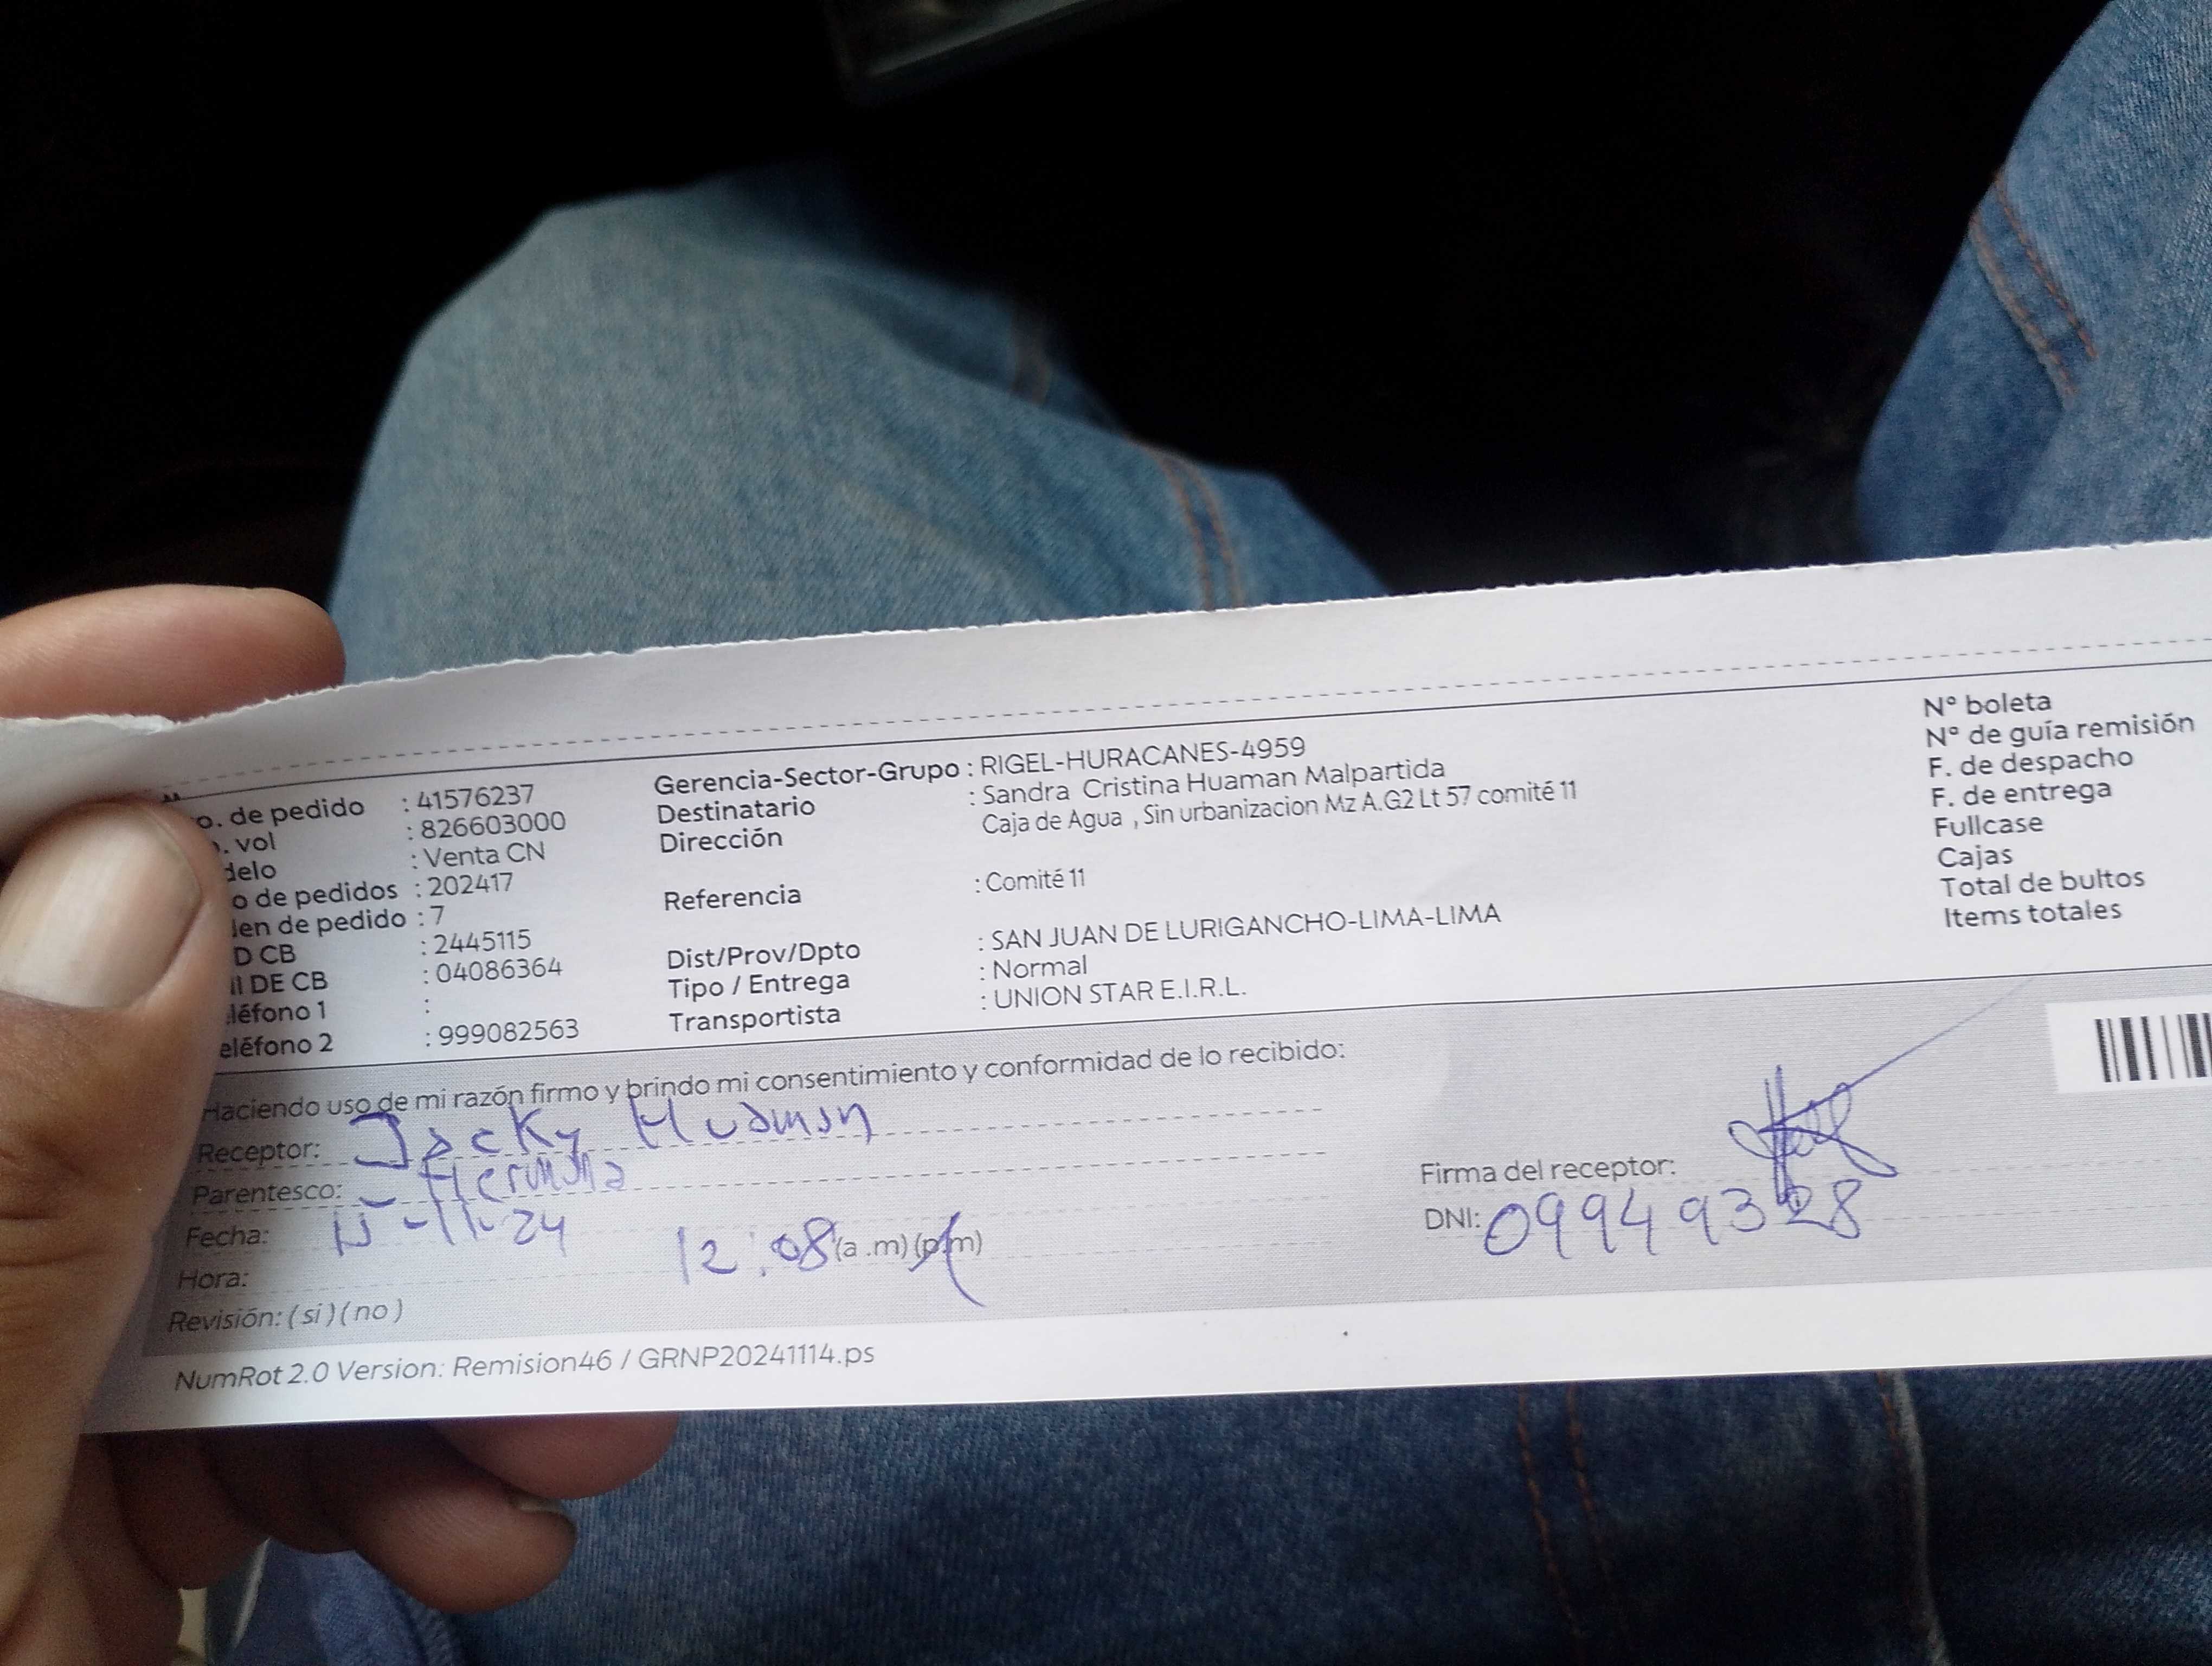 o. de pedido : 41576237
. vol : 826603000
delo : Venta CN
o de pedidos : 202417
den de pedido : 7
D CB : 2445115
DE CB : 04086364
léfono 1 :
eléfono 2 : 999082563
Gerencia-Sector-Grupo : RIGEL-HURACANES-4959
Destinatario : Sandra Cristina Huaman Malpartida
Dirección Caja de Agua , Sin urbanizacion Mz A.G2 Lt 57 comité 11
Referencia : Comité 11
Dist/Prov/Dpto : SAN JUAN DE LURIGANCHO-LIMA-LIMA
Tipo / Entrega : Normal
Transportista : UNION STAR E.I.R.L.
N° boleta
N° de guía remisión
F. de despacho
F. de entrega
Fullcase
Cajas
Total de bultos
Items totales
Haciendo uso de mi razón firmo y brindo mi consentimiento y conformidad de lo recibido:
Receptor: Jacky Huaman
Parentesco: Hermana
Fecha: 15-11-24
Hora: 12:08 (a.m) (p.m)
Revisión: ( si ) ( no )
Firma del receptor:
DNI: 09949328
NumRot 2.0 Version: Remision46 / GRNP20241114.ps